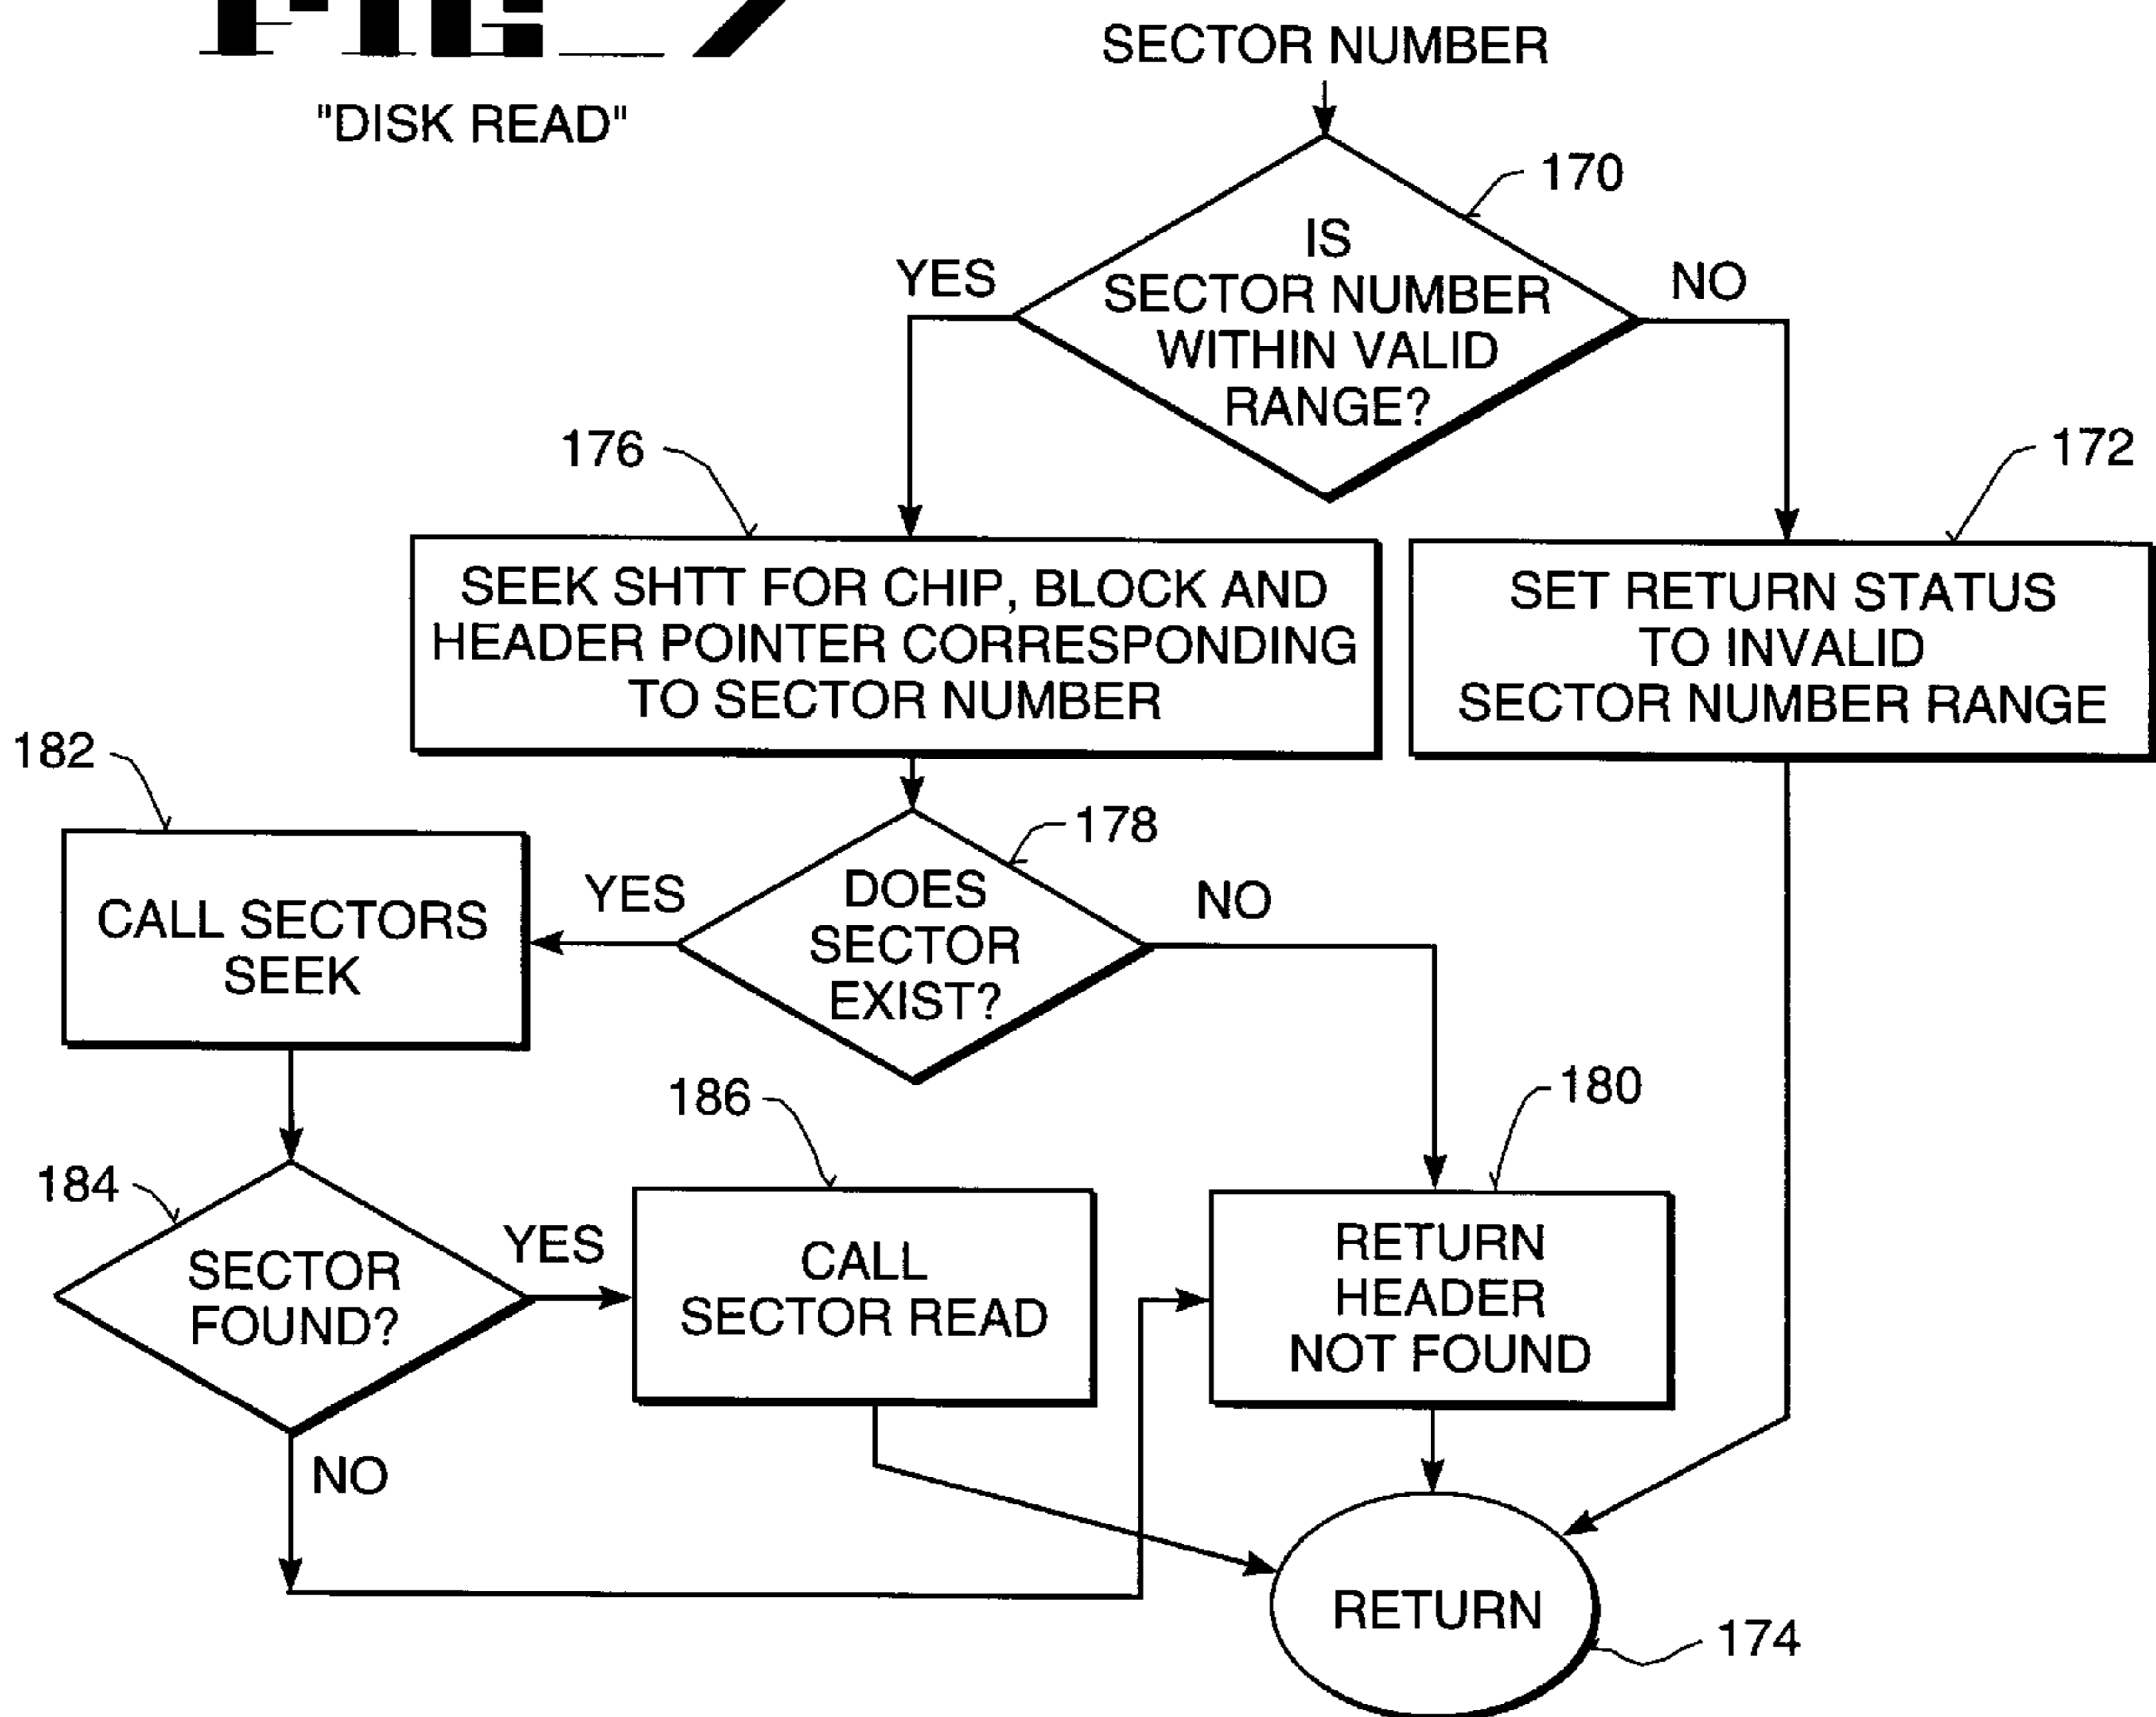 FIG_7
"DISK READ"
SECTOR NUMBER
170
IS
SECTOR NUMBER
WITHIN VALID
RANGE?
YES
NO
176
172
SEEK SHTT FOR CHIP, BLOCK AND
HEADER POINTER CORRESPONDING
TO SECTOR NUMBER
SET RETURN STATUS
TO INVALID
SECTOR NUMBER RANGE
182
178
CALL SECTORS
SEEK
YES
DOES
SECTOR
EXIST?
NO
186
180
184
SECTOR
FOUND?
YES
CALL
SECTOR READ
RETURN
HEADER
NOT FOUND
NO
RETURN
174